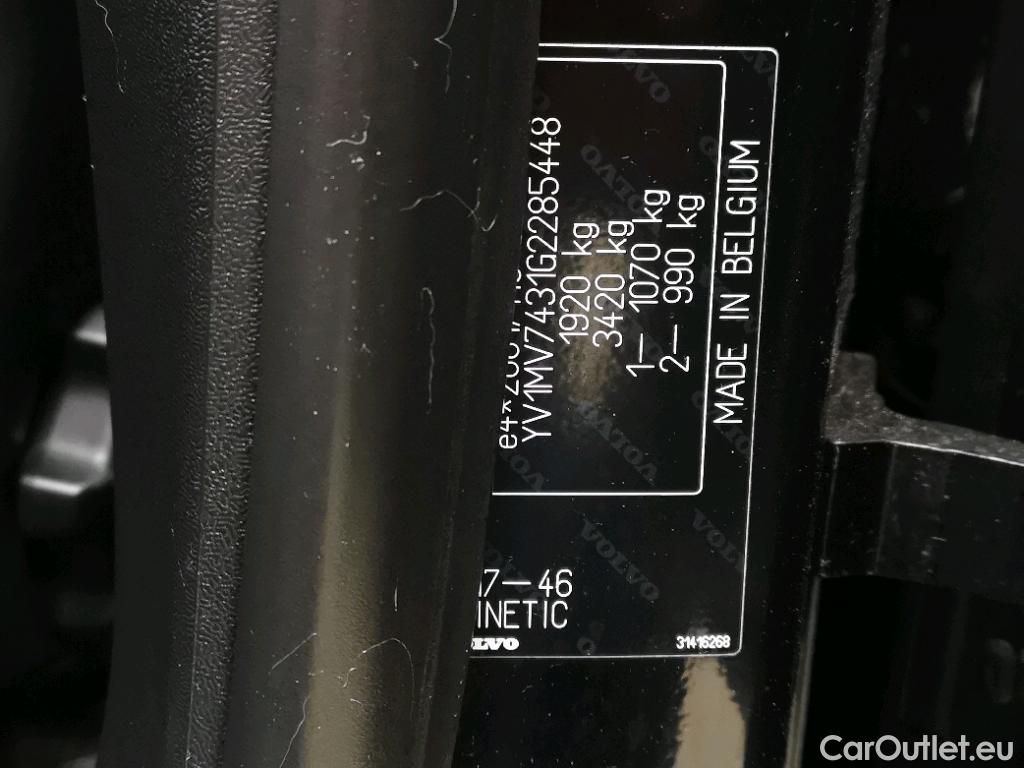 YV1MV7431G2285448
1920 kg
3420 kg
1— 1070 kg
2— 990 kg
MADE IN BELGIUM
17—46
INETIC
VOLVO
31416268
CarOutlet.eu